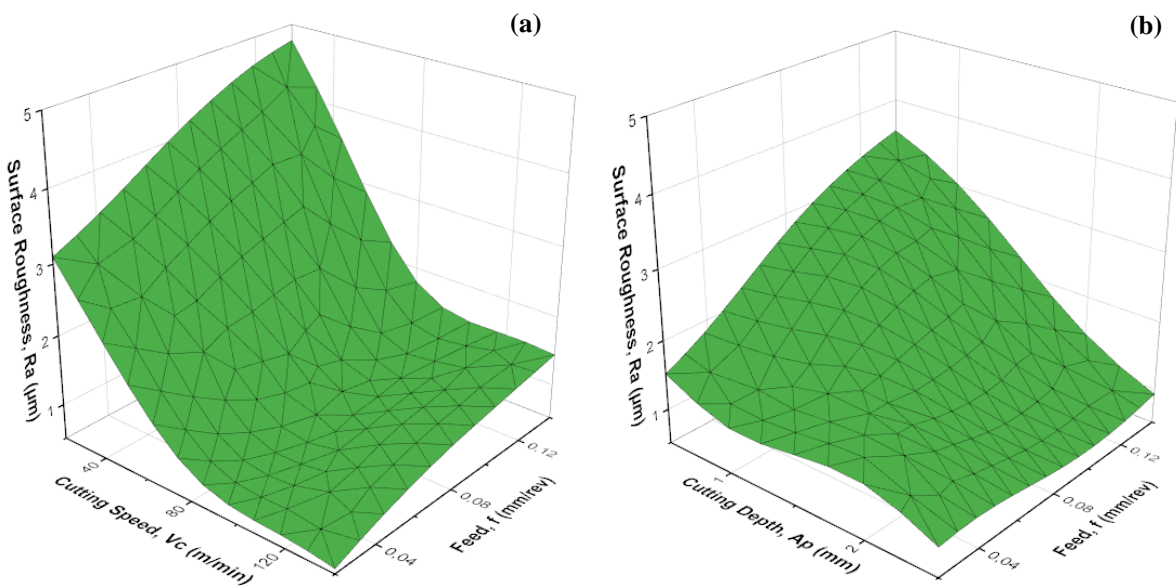 (a)
5
4
3
2
1
Surface Roughness, Ra (μm)
40
80
120
Cutting Speed, Vc (m/min)
0,04
0,08
0,12
Feed, f (mm/rev)
(b)
5
4
3
2
1
Surface Roughness, Ra (μm)
1
2
Cutting Depth, Ap (mm)
0,04
0,08
0,12
Feed, f (mm/rev)